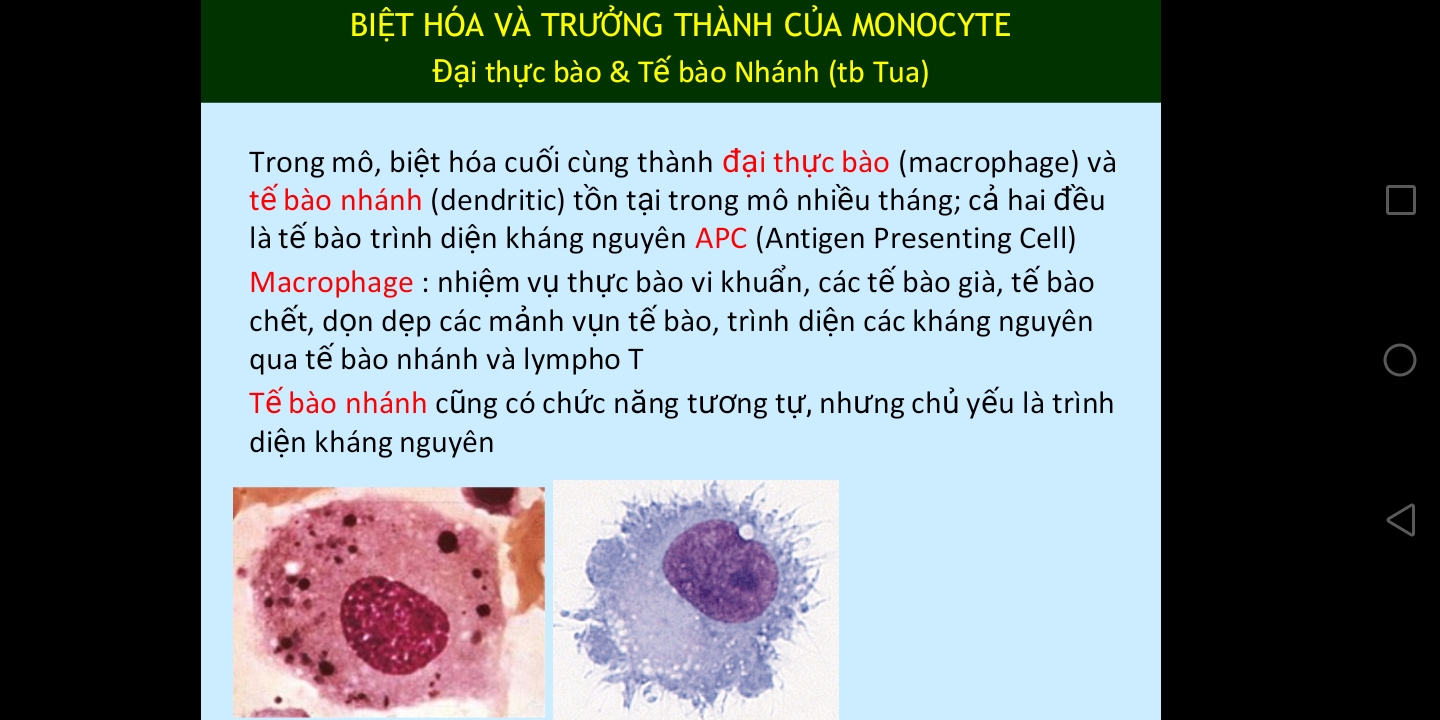 BIỆT HÓA VÀ TRƯỞNG THÀNH CỦA MONOCYTE
Đại thực bào & Tế bào Nhánh (tb Tua)
Trong mô, biệt hóa cuối cùng thành đại thực bào (macrophage) và
tế bào nhánh (dendritic) tồn tại trong mô nhiều tháng; cả hai đều
là tế bào trình diện kháng nguyên APC (Antigen Presenting Cell)
Macrophage : nhiệm vụ thực bào vi khuẩn, các tế bào già, tế bào
chết, dọn dẹp các mảnh vụn tế bào, trình diện các kháng nguyên
qua tế bào nhánh và lympho T
Tế bào nhánh cũng có chức năng tương tự, nhưng chủ yếu là trình
diện kháng nguyên